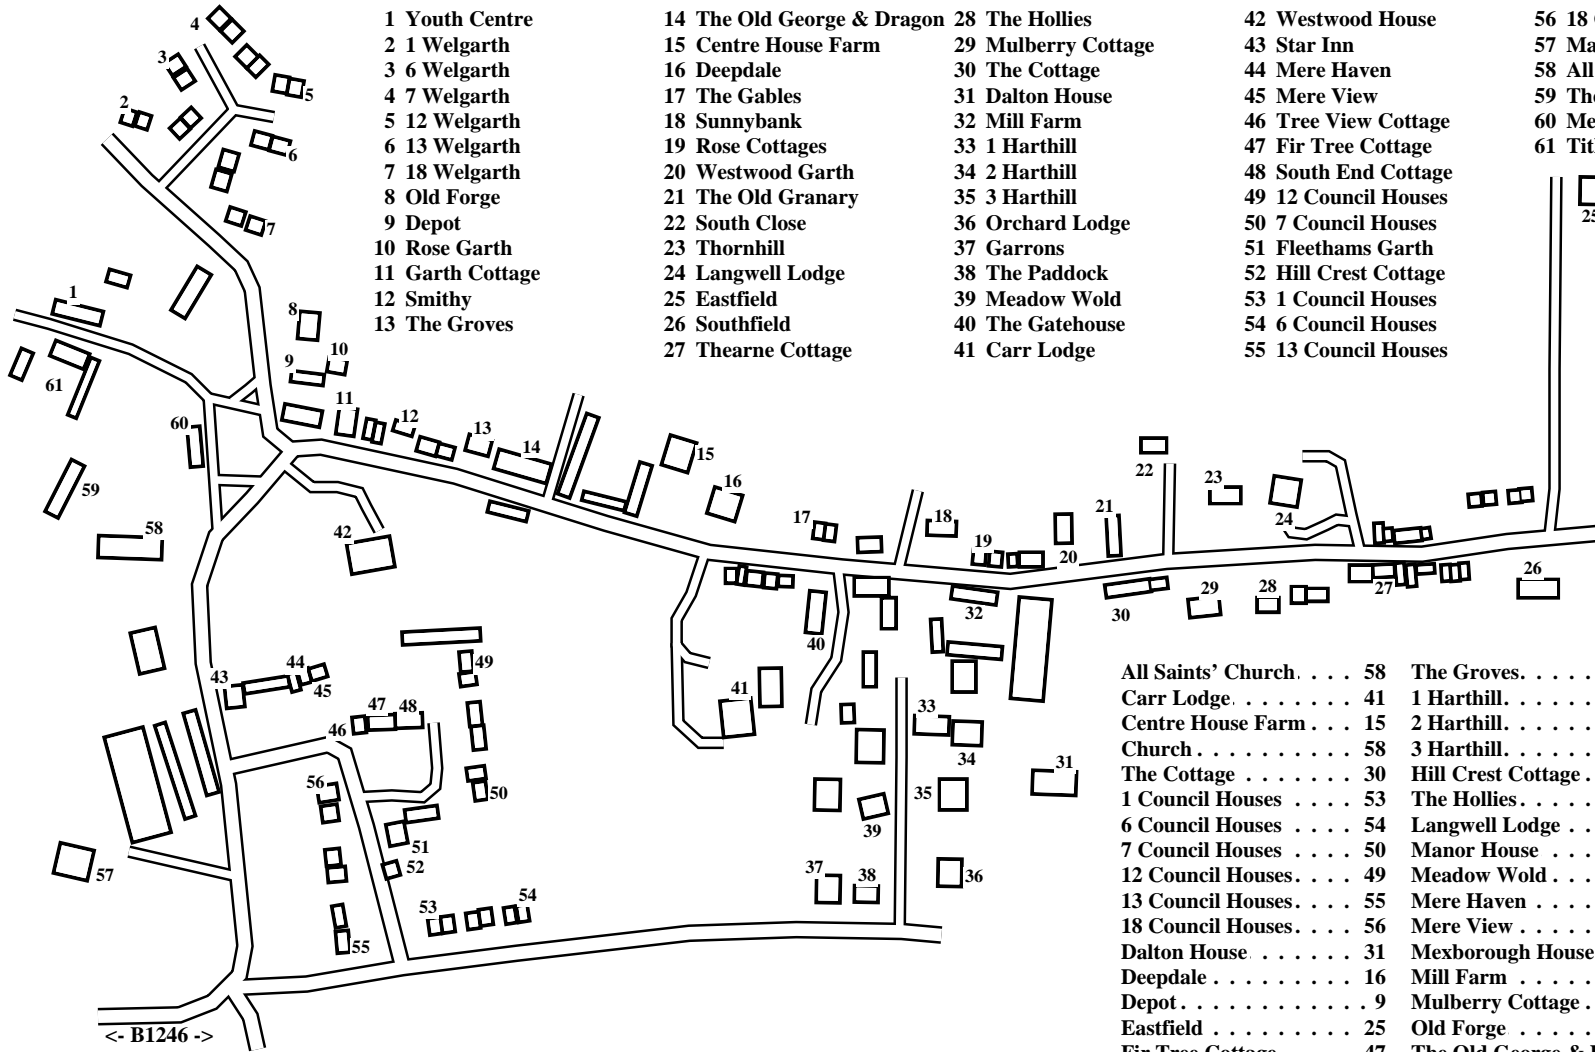 1 Youth Centre
2 1 Welgarth
3 6 Welgarth
4 7 Welgarth
5 12 Welgarth
6 13 Welgarth
7 18 Welgarth
8 Old Forge
9 Depot
10 Rose Garth
11 Garth Cottage
12 Smithy
13 The Groves
14 The Old George & Dragon
15 Centre House Farm
16 Deepdale
17 The Gables
18 Sunnybank
19 Rose Cottages
20 Westwood Garth
21 The Old Granary
22 South Close
23 Thornhill
24 Langwell Lodge
25 Eastfield
26 Southfield
27 Thearne Cottage
28 The Hollies
29 Mulberry Cottage
30 The Cottage
31 Dalton House
32 Mill Farm
33 1 Harthill
34 2 Harthill
35 3 Harthill
36 Orchard Lodge
37 Garrons
38 The Paddock
39 Meadow Wold
40 The Gatehouse
41 Carr Lodge
42 Westwood House
43 Star Inn
44 Mere Haven
45 Mere View
46 Tree View Cottage
47 Fir Tree Cottage
48 South End Cottage
49 12 Council Houses
50 7 Council Houses
51 Fleethams Garth
52 Hill Crest Cottage
53 1 Council Houses
54 6 Council Houses
55 13 Council Houses
56 18
57
58 All
59
60
61
4
3
5
2
6
7
25
1
8
10
9
61
11
60
12
13
14
15
16
22
23
24
59
58
42
17
18
21
19
20
27
26
30
29
28
32
40
49
44
43
45
41
47
48
46
33
34
31
56
50
35
39
51
57
52
37
38
36
53
54
55
<- B1246 ->
All Saints' Church. . . . 58
Carr Lodge. . . . . . . . 41
Centre House Farm . . . 15
Church . . . . . . . . . . 58
The Cottage . . . . . . . 30
1 Council Houses . . . . 53
6 Council Houses . . . . 54
7 Council Houses . . . . 50
12 Council Houses. . . . 49
13 Council Houses. . . . 55
18 Council Houses. . . . 56
Dalton House. . . . . . . 31
Deepdale . . . . . . . . . 16
Depot. . . . . . . . . . . . 9
Eastfield . . . . . . . . . 25
Fir Tree Cottage . . . . 47
The Groves. . . . .
1 Harthill. . . . . .
2 Harthill. . . . . .
3 Harthill. . . . . .
Hill Crest Cottage .
The Hollies. . . . .
Langwell Lodge . .
Manor House . . .
Meadow Wold . . .
Mere Haven . . . .
Mere View . . . . .
Mexborough House
Mill Farm . . . . .
Mulberry Cottage .
Old Forge. . . . . .
The Old George &